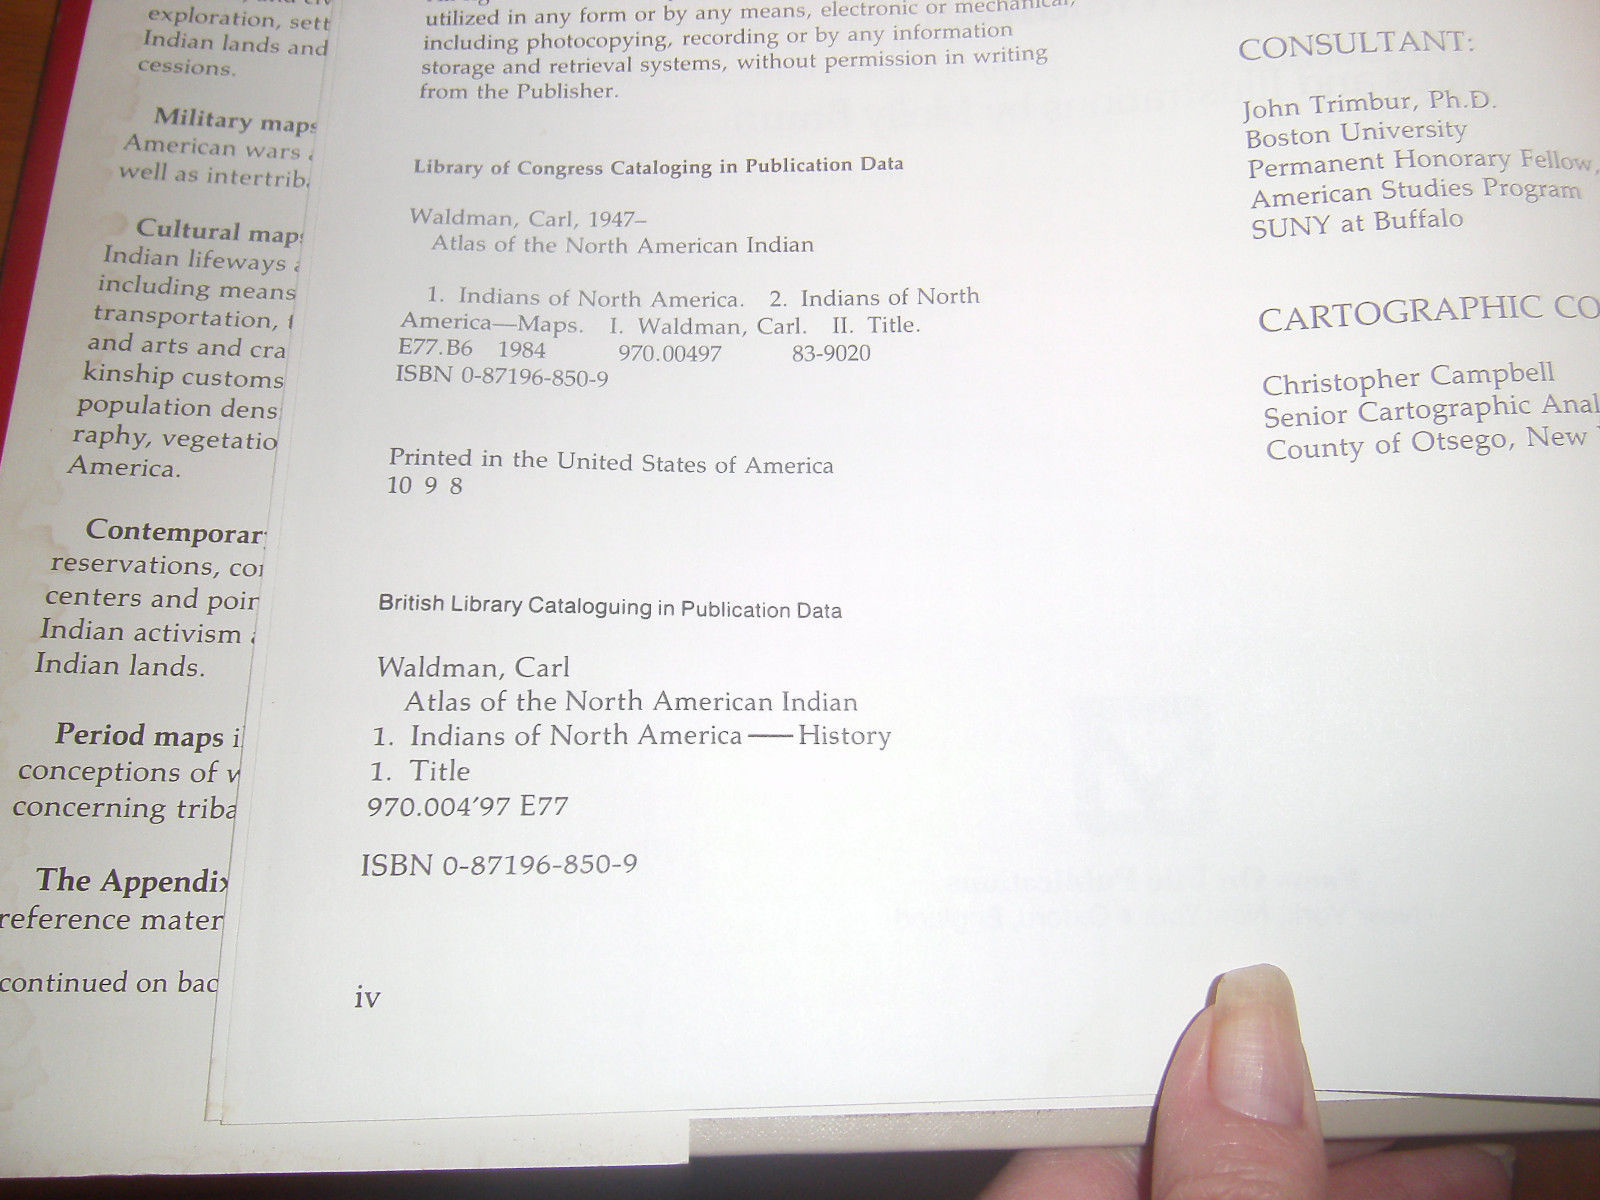 exploration, sett
Indian lands and
cessions.
Military maps
American wars
well as intertrib
Cultural maps
Indian lifeways
including means
transportation,
and arts and cra
kinship customs
population dens
raphy, vegetatio
America.
Contemporar
reservations, cor
centers and poir
Indian activism
Indian lands.
Period maps i
conceptions of w
concerning triba
The Appendix
reference mater
continued on bac
utilized in any form or by any means, electronic or mechanical,
including photocopying, recording or by any information
storage and retrieval systems, without permission in writing
from the Publisher.
Library of Congress Cataloging in Publication Data
Waldman, Carl, 1947–
Atlas of the North American Indian
1. Indians of North America. 2. Indians of North
America—Maps. I. Waldman, Carl. II. Title.
E77.B6 1984 970.00497 83-9020
ISBN 0-87196-850-9
Printed in the United States of America
10 9 8
British Library Cataloguing in Publication Data
Waldman, Carl
Atlas of the North American Indian
1. Indians of North America — History
1. Title
970.004'97 E77
ISBN 0-87196-850-9
iv
CONSULTANT:
John Trimbur, Ph.D.
Boston University
Permanent Honorary Fellow,
American Studies Program
SUNY at Buffalo
CARTOGRAPHIC CO
Christopher Campbell
Senior Cartographic Anal
County of Otsego, New